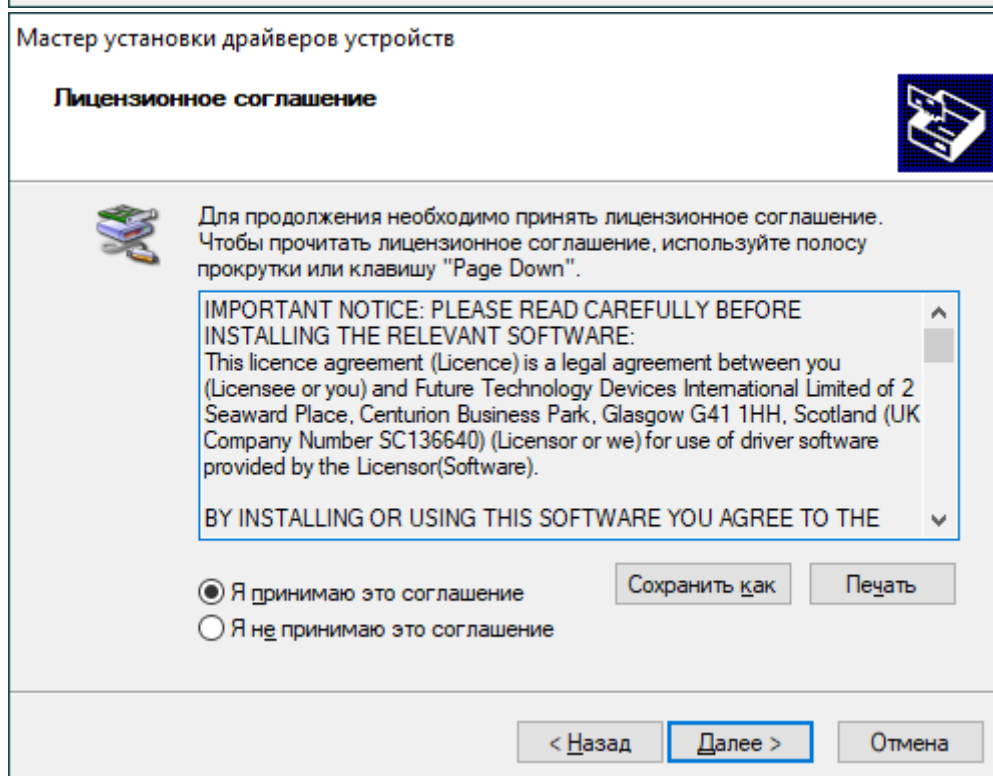 Мастер установки драйверов устройств
Лицензионное соглашение
Для продолжения необходимо принять лицензионное соглашение.
Чтобы прочитать лицензионное соглашение, используйте полосу
прокрутки или клавишу "Page Down".
IMPORTANT NOTICE: PLEASE READ CAREFULLY BEFORE
INSTALLING THE RELEVANT SOFTWARE:
This licence agreement (Licence) is a legal agreement between you
(Licensee or you) and Future Technology Devices International Limited of 2
Seaward Place, Centurion Business Park, Glasgow G41 1HH, Scotland (UK
Company Number SC136640) (Licensor or we) for use of driver software
provided by the Licensor(Software).
BY INSTALLING OR USING THIS SOFTWARE YOU AGREE TO THE
Я принимаю это соглашение
Сохранить как
Печать
Я не принимаю это соглашение
< Назад
Далее >
Отмена